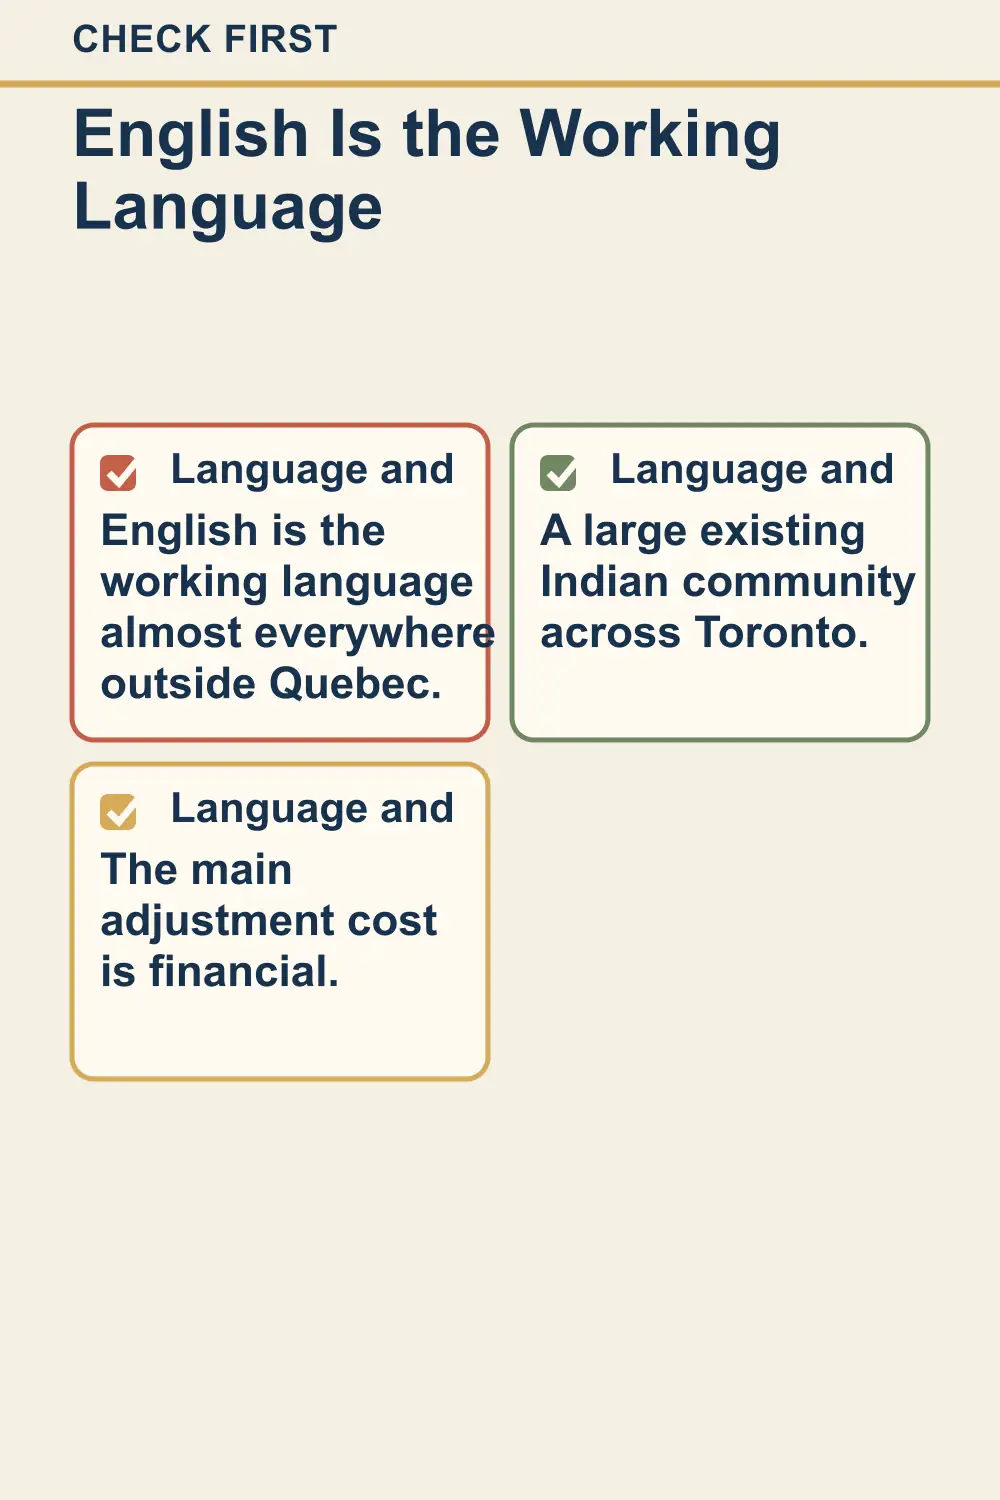 CHECK FIRST
English Is the Working
Language
Language and
English is the
working language
almost everywhere
outside Quebec.
Language and
A large existing
Indian community
across Toronto.
Language and
The main
adjustment cost
is financial.